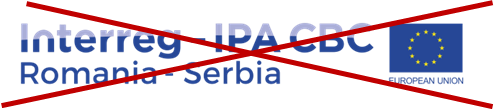 Interreg - IPA CBC
Romania - Serbia
EUROPEAN UNION